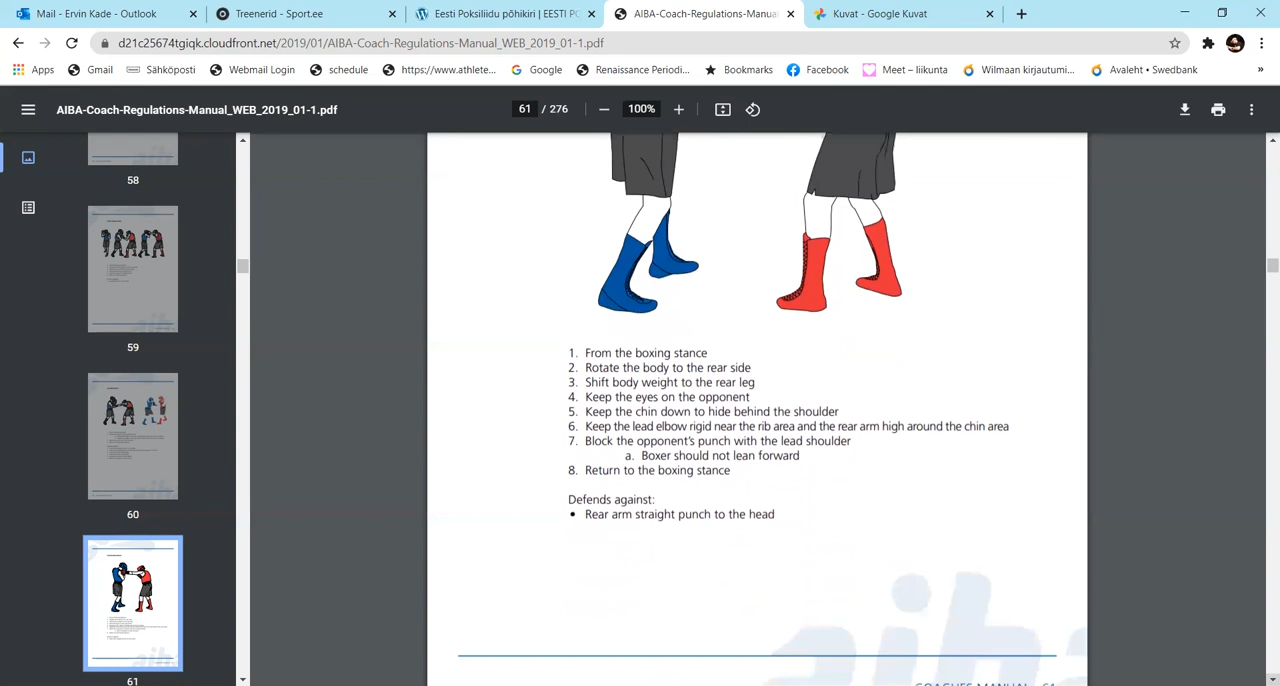 Mail - Ervin Kade - Outlook
Treenerid - Sport.ee
Eesti Poksiliidu põhikiri | EESTI PO
AIBA-Coach-Regulations-Manual
Kuvat - Google Kuvat
d21c25674tgiqk.cloudfront.net/2019/01/AIBA-Coach-Regulations-Manual_WEB_2019_01-1.pdf
Apps
Gmail
Sähköposti
Webmail Login
schedule
https://www.athlete...
Google
Renaissance Periodi...
Bookmarks
Facebook
Meet – liikunta
Wilmaan kirjautumi...
Avaleht • Swedbank
»
AIBA-Coach-Regulations-Manual_WEB_2019_01-1.pdf
61 / 276
100%
58
59
60
61
1. From the boxing stance
2. Rotate the body to the rear side
3. Shift body weight to the rear leg
4. Keep the eyes on the opponent
5. Keep the chin down to hide behind the shoulder
6. Keep the lead elbow rigid near the rib area and the rear arm high around the chin area
7. Block the opponent's punch with the lead shoulder
a. Boxer should not lean forward
8. Return to the boxing stance
Defends against:
• Rear arm straight punch to the head
aiba
COACHES MANUAL 61